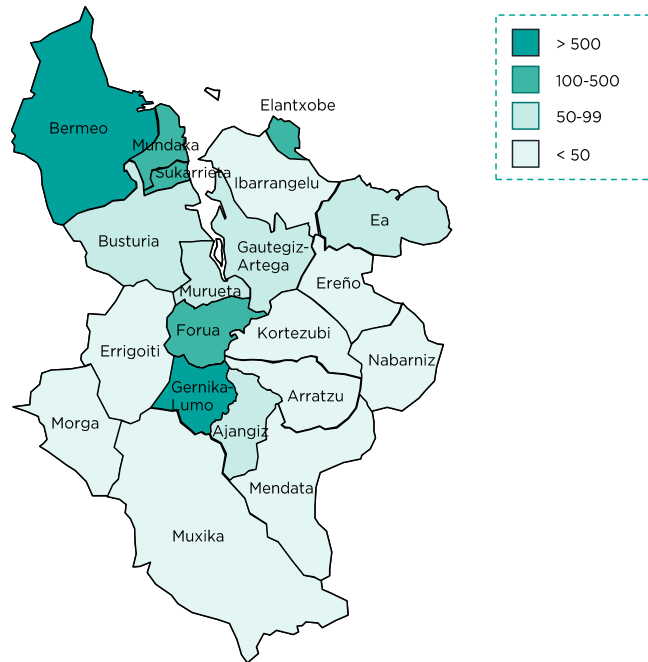 > 500
100-500
50-99
< 50
Elantxobe
Bermeo
Mundaka
Sukarrieta
Ibarrangelu
Ea
Busturia
Gautegiz-
Artega
Ereño
Murueta
Forua
Kortezubi
Errigoiti
Nabarniz
Gernika-
Lumo
Arratzu
Morga
Ajangiz
Mendata
Muxika